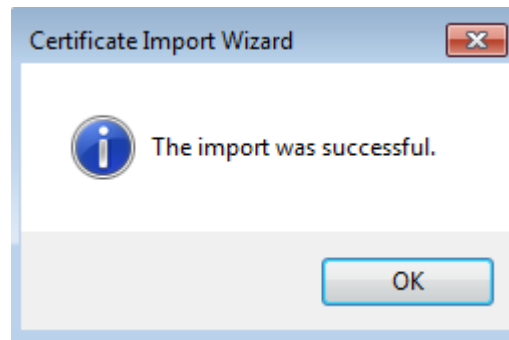 Certificate Import Wizard
The import was successful.
OK